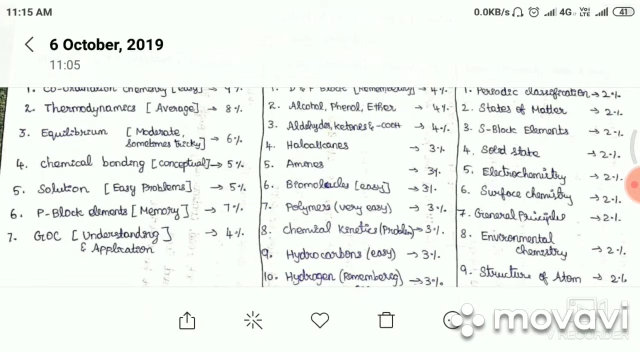 11:15 AM
0.0KB/s 4G Vo LTE 41
6 October, 2019
11:05
1. Co-ordination chemistry [easy] → 9%
2. Thermodynamics [Average] → 8%
3. Equilibrium [Moderate, sometimes tricky] → 6%
4. chemical bonding [conceptual] → 5%
5. Solution [Easy Problems] → 5%
6. P-Block elements [Memory] → 7%
7. GOC [Understanding & Application] → 4%
1. D & F Block [Remembering] → 4%
2. Alcohol, Phenol, Ether → 4%
3. Aldehydes, Ketones & -COOH → 4%
4. Haloalkanes → 3%
5. Amines → 3%
6. Biomolecules [easy] → 3%
7. Polymers (very easy) → 3%
8. Chemical Kinetics (Problem) → 3%
9. Hydrocarbons (easy) → 3%
10. Hydrogen (Remembereg) → 3%
1. Periodic classification → 2%
2. States of Matter → 2%
3. S-Block Elements → 2%
4. Solid state → 2%
5. Electrochemistry → 2%
6. Surface chemistry → 2%
7. General Principles → 2%
8. Environmental chemistry → 2%
9. Structure of Atom → 2%
movavi